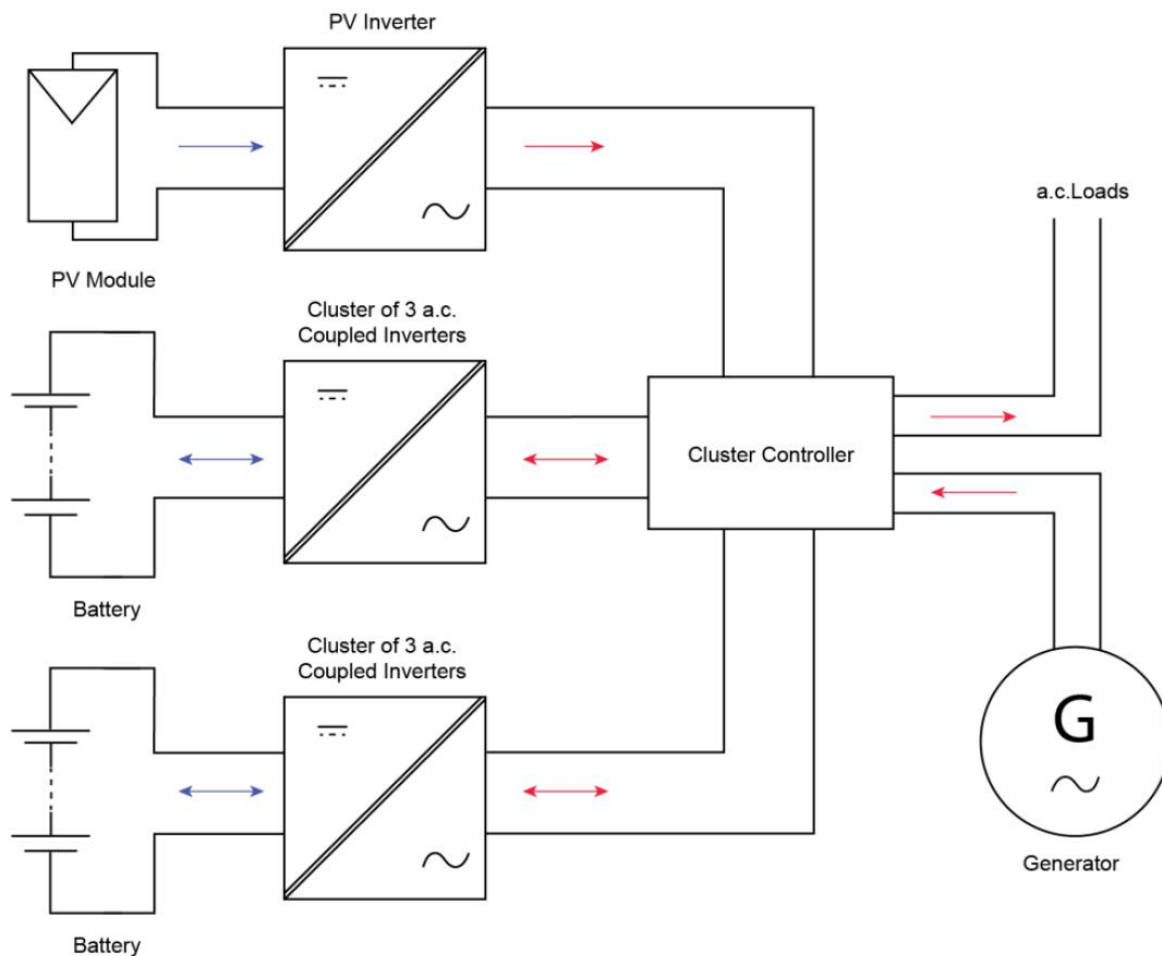 PV Inverter
a.c.Loads
PV Module
Cluster of 3 a.c.
Coupled Inverters
Cluster Controller
Battery
Cluster of 3 a.c.
Coupled Inverters
G
Generator
Battery